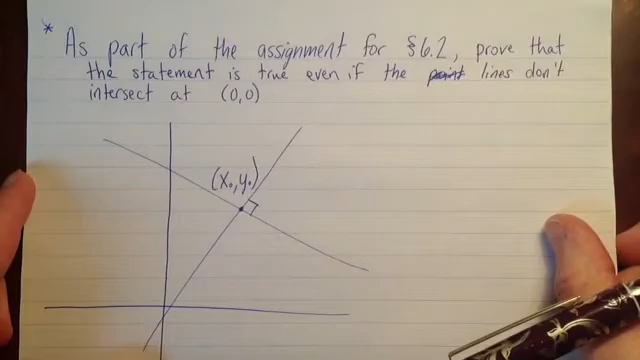 * As part of the assignment for §6.2, prove that
the statement is true even if the lines don't
intersect at (0,0)
(x₀,y₀)